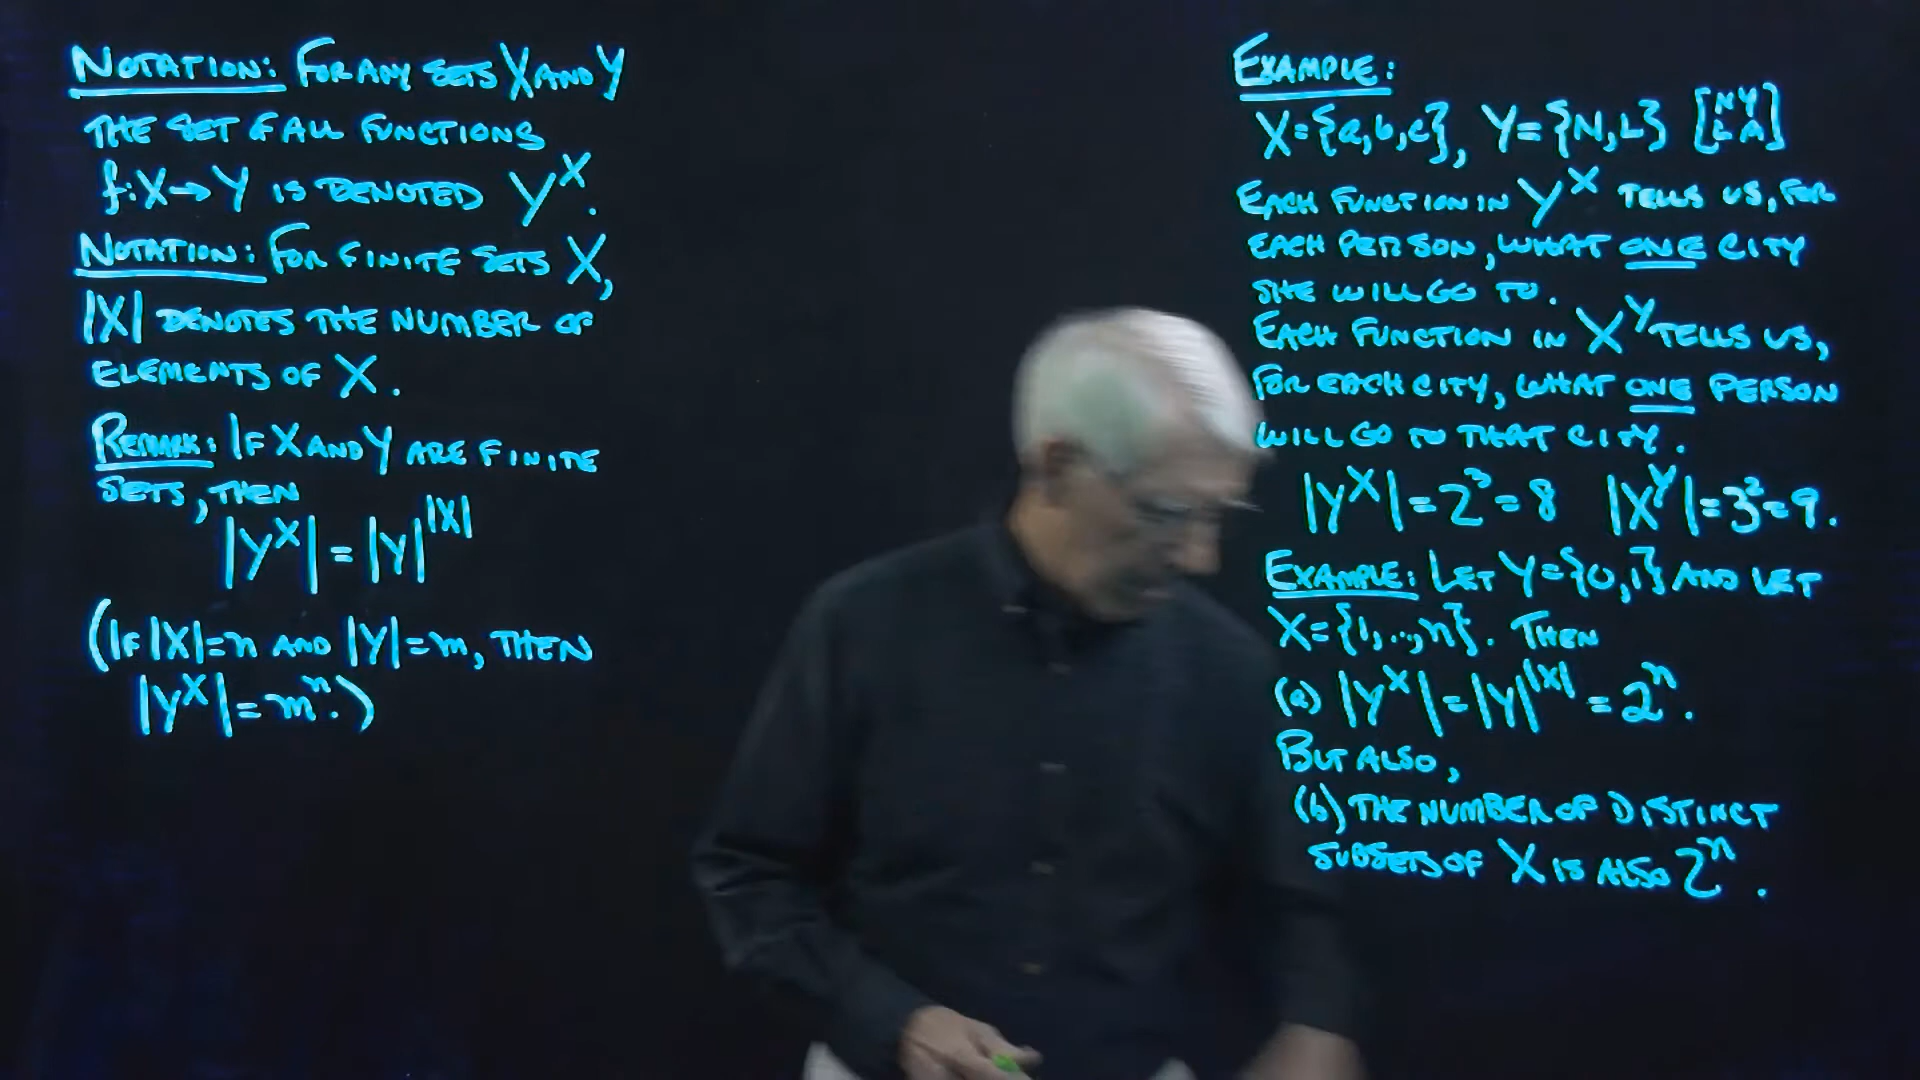 NOTATION: FOR ANY SETS X AND Y
THE SET OF ALL FUNCTIONS
f: X → Y IS DENOTED Y^X.
NOTATION: FOR FINITE SETS X,
|X| DENOTES THE NUMBER OF
ELEMENTS OF X.
REMARK: IF X AND Y ARE FINITE
SETS, THEN
|Y^X| = |Y|^|X|
(IF |X|=n AND |Y|=m, THEN
|Y^X| = m^n.)
EXAMPLE:
X={a,b,c}, Y={N,L} [NY
LA]
EACH FUNCTION IN Y^X TELLS US, FOR
EACH PERSON, WHAT ONE CITY
SHE WILL GO TO.
EACH FUNCTION IN X^Y TELLS US,
FOR EACH CITY, WHAT ONE PERSON
WILL GO TO THAT CITY.
|Y^X|=2^3=8 |X^Y|=3^2=9.
EXAMPLE: LET Y={0,1} AND LET
X={1,..,n}. THEN
(a) |Y^X|=|Y|^|X| = 2^n.
BUT ALSO,
(b) THE NUMBER OF DISTINCT
SUBSETS OF X IS ALSO 2^n.